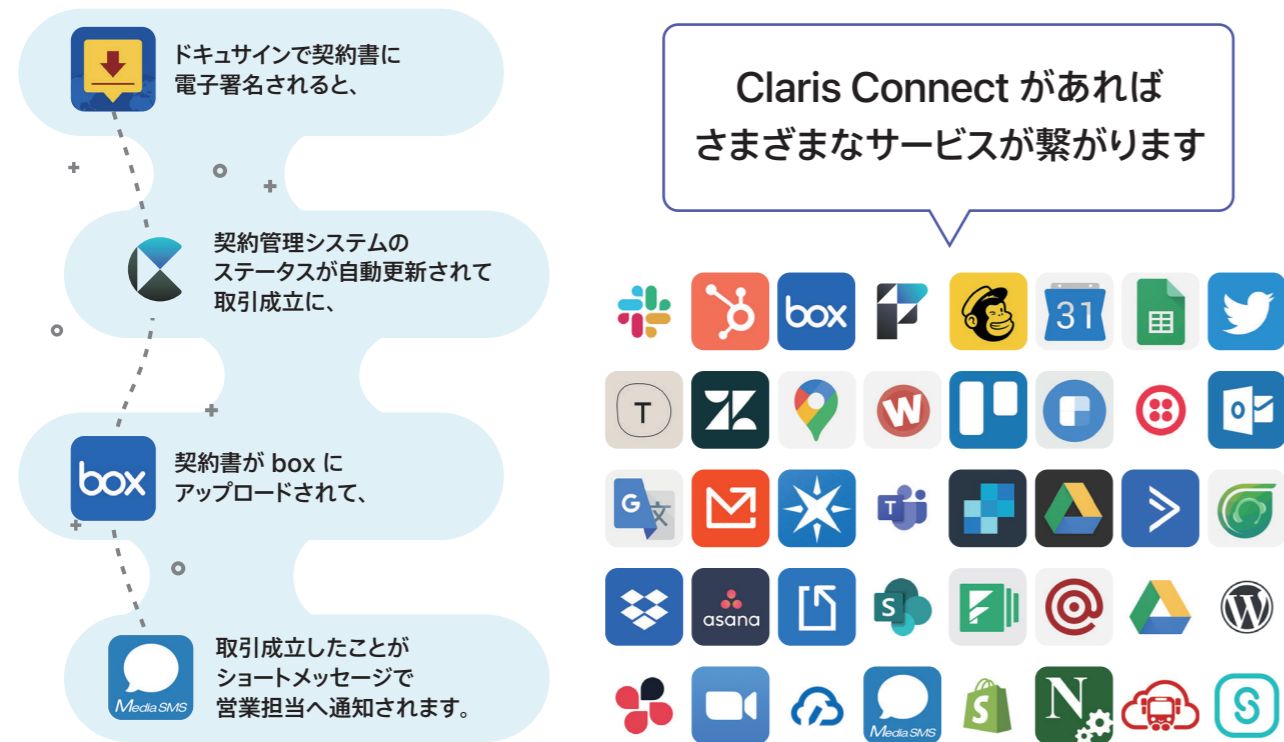 ドキュサインで契約書に
電子署名されると、
契約管理システムの
ステータスが自動更新されて
取引成立に、
box
契約書が box に
アップロードされて、
Media SMS
取引成立したことが
ショートメッセージで
営業担当へ通知されます。
Claris Connect があれば
さまざまなサービスが繋がります
box
31
T
W
o
G
文
T
asana
S
W
Media SMS
S
N
S